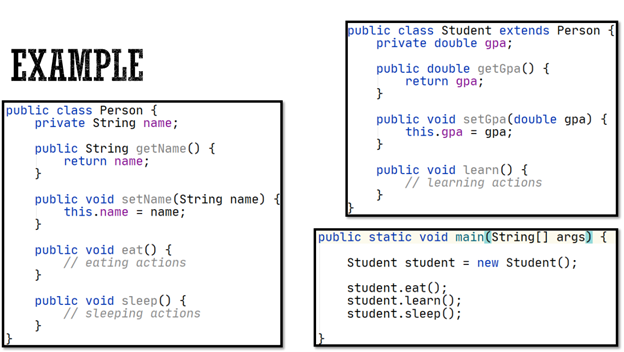 EXAMPLE
public class Person {
    private String name;

    public String getName() {
        return name;
    }

    public void setName(String name) {
        this.name = name;
    }

    public void eat() {
        // eating actions
    }

    public void sleep() {
        // sleeping actions
    }
}
public class Student extends Person {
    private double gpa;

    public double getGpa() {
        return gpa;
    }

    public void setGpa(double gpa) {
        this.gpa = gpa;
    }

    public void learn() {
        // learning actions
    }
}
public static void main(String[] args) {

    Student student = new Student();

    student.eat();
    student.learn();
    student.sleep();

}